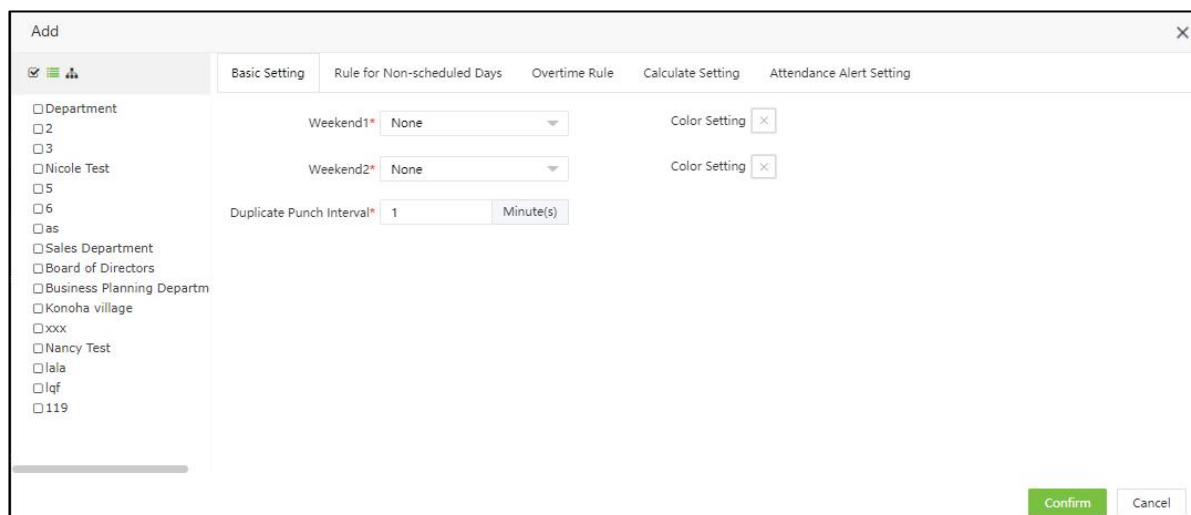 Add
Basic Setting Rule for Non-scheduled Days Overtime Rule Calculate Setting Attendance Alert Setting
Department
2
3
Nicole Test
5
6
as
Sales Department
Board of Directors
Business Planning Departm
Konoha village
xxx
Nancy Test
lala
lqf
119
Weekend1* None Color Setting
Weekend2* None Color Setting
Duplicate Punch Interval* 1 Minute(s)
Confirm Cancel